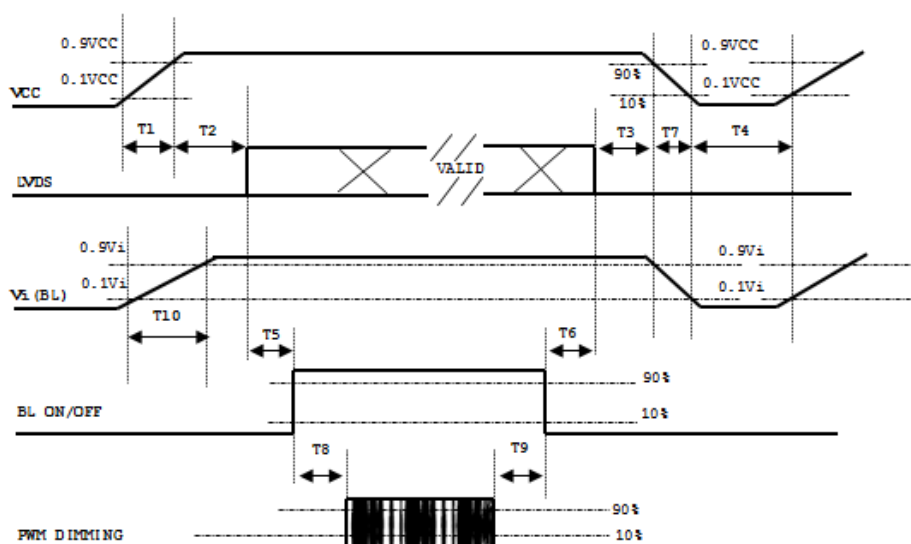 0.9VCC 0.9VCC
90%
0.1VCC 0.1VCC
VCC 10%
T1 T2 T3 T7 T4
VALID
LVDS
0.9Vi 0.9Vi
0.1Vi 0.1Vi
Vi(BL)
T10
T5 T6
90%
BL ON/OFF 10%
T8 T9
90%
PWM DIMMING 10%